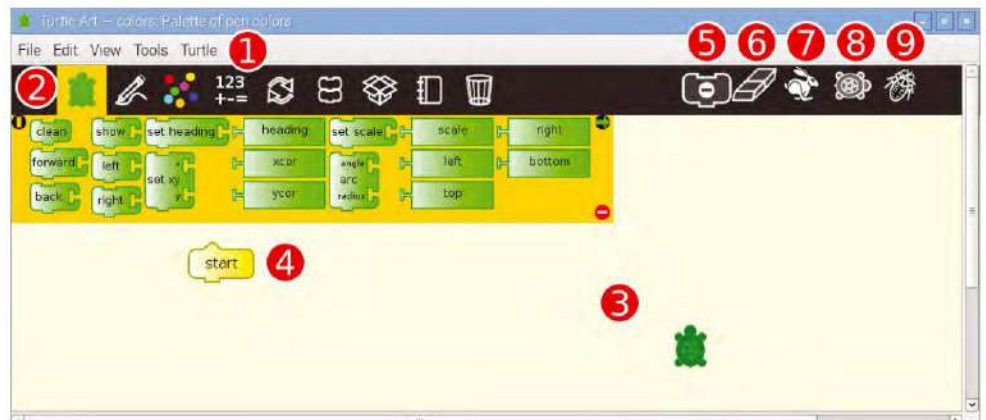 Turtle Art — colors: Palette of pen colors
File Edit View Tools Turtle 1
2 123 +-= 5 6 7 8 9
clean show set heading heading set scale scale right
forward left set xy x y xcor angle arc radius left bottom
back right ycor top
start 4
3